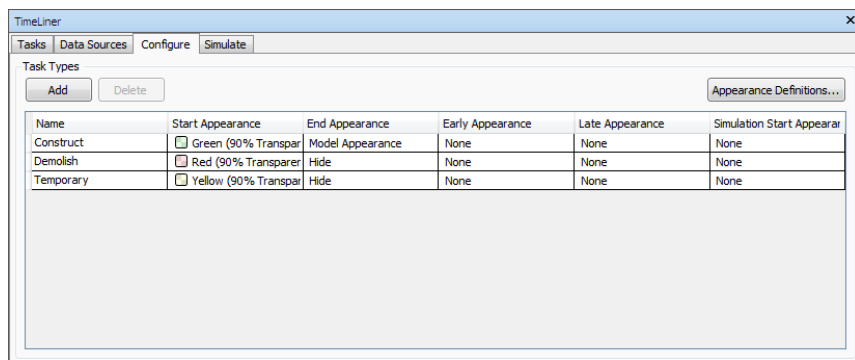 TimeLiner
Tasks Data Sources Configure Simulate
Task Types
Add Delete Appearance Definitions...
Name Start Appearance End Appearance Early Appearance Late Appearance Simulation Start Appearar
Construct Green (90% Transpar Model Appearance None None None
Demolish Red (90% Transparer Hide None None None
Temporary Yellow (90% Transpar Hide None None None